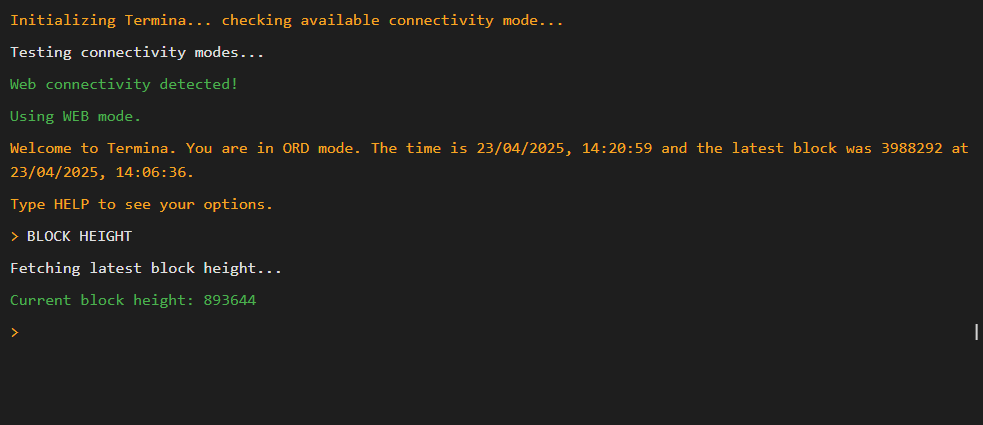 Initializing Termina... checking available connectivity mode...
Testing connectivity modes...
Web connectivity detected!
Using WEB mode.
Welcome to Termina. You are in ORD mode. The time is 23/04/2025, 14:20:59 and the latest block was 3988292 at
23/04/2025, 14:06:36.
Type HELP to see your options.
> BLOCK HEIGHT
Fetching latest block height...
Current block height: 893644
>